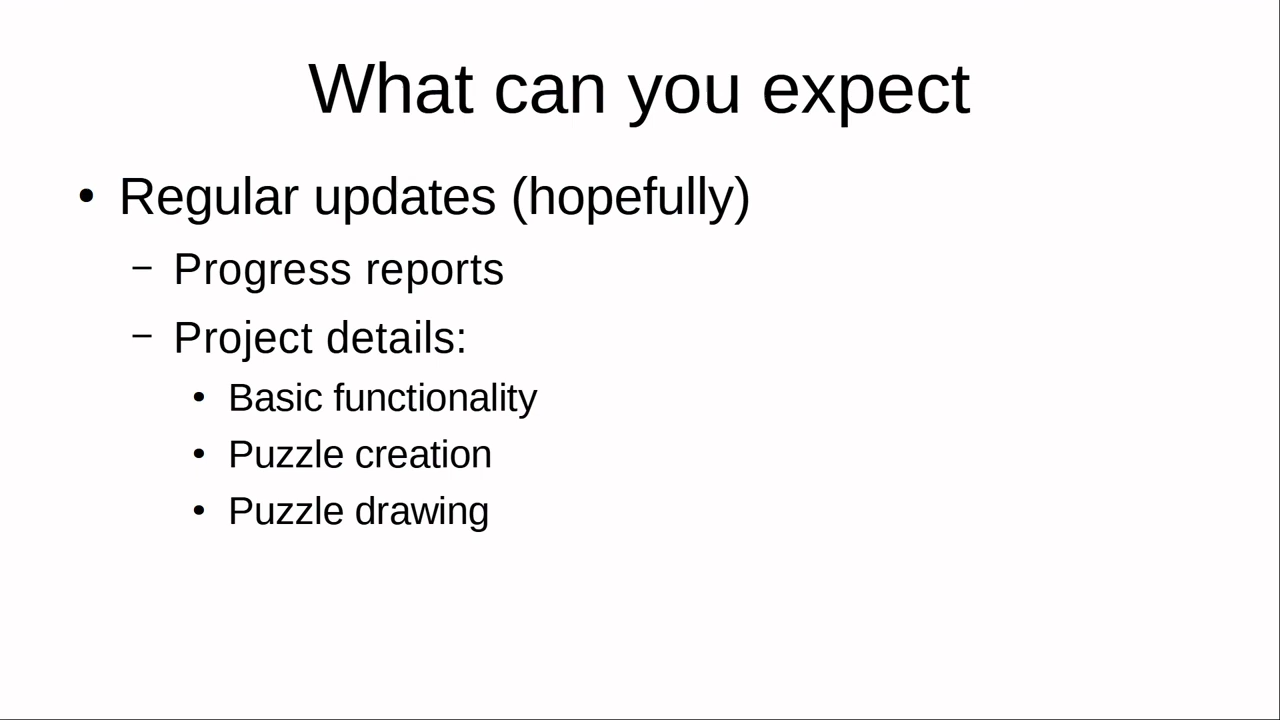 What can you expect
• Regular updates (hopefully)
– Progress reports
– Project details:
• Basic functionality
• Puzzle creation
• Puzzle drawing